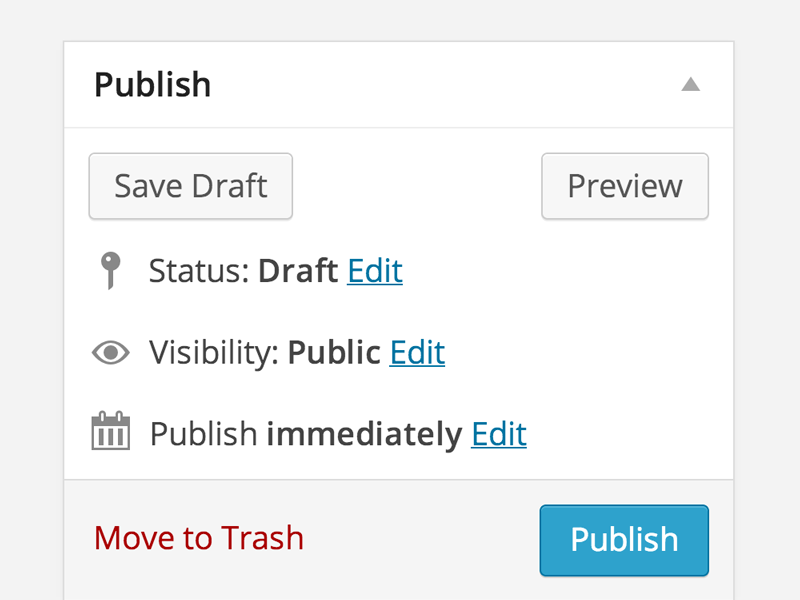 Publish
Save Draft
Preview
Status: Draft Edit
Visibility: Public Edit
Publish immediately Edit
Move to Trash
Publish